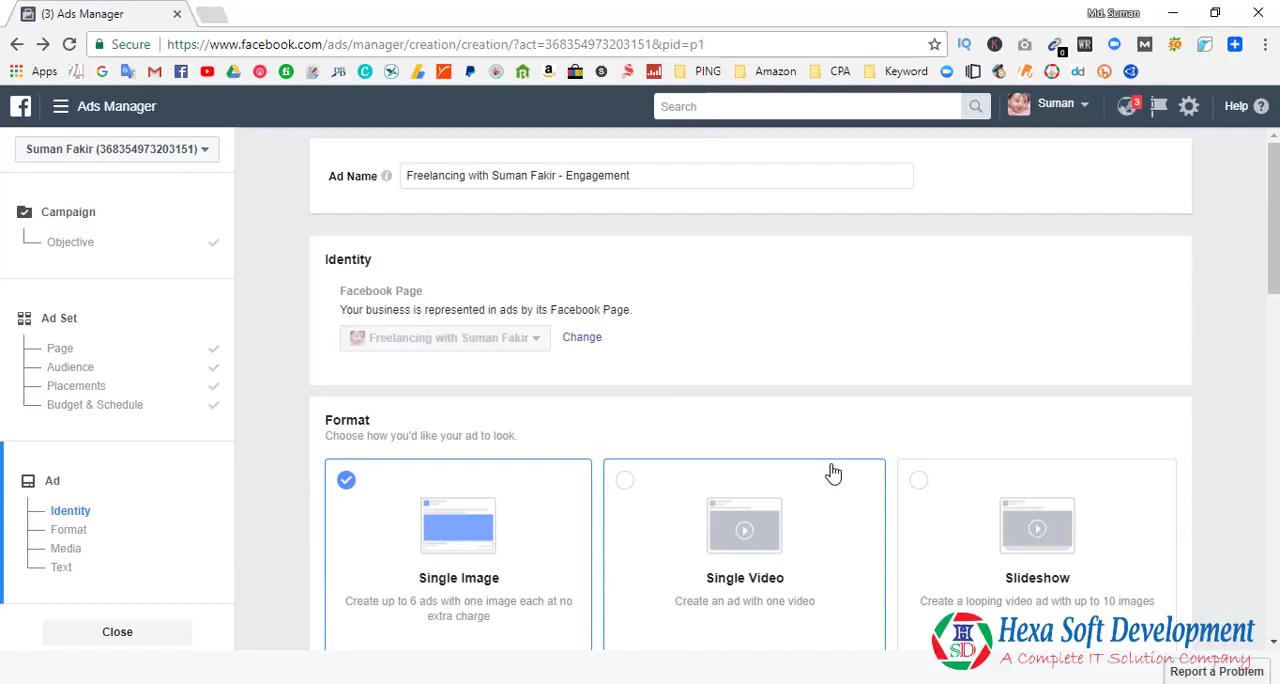 (3) Ads Manager
Md. Suman
Secure
https://www.facebook.com/ads/manager/creation/creation/?act=368354973203151&pid=p1
Apps
PING
Amazon
CPA
Keyword
Ads Manager
Search
Suman
3
Help
Suman Fakir (368354973203151)
Campaign
Objective
Ad Set
Page
Audience
Placements
Budget & Schedule
Ad
Identity
Format
Media
Text
Close
Ad Name
Freelancing with Suman Fakir - Engagement
Identity
Facebook Page
Your business is represented in ads by its Facebook Page.
Freelancing with Suman Fakir
Change
Format
Choose how you'd like your ad to look.
Single Image
Create up to 6 ads with one image each at no
extra charge
Single Video
Create an ad with one video
Slideshow
Create a looping video ad with up to 10 images
HSD
Hexa Soft Development
A Complete IT Solution Company
Report a Problem